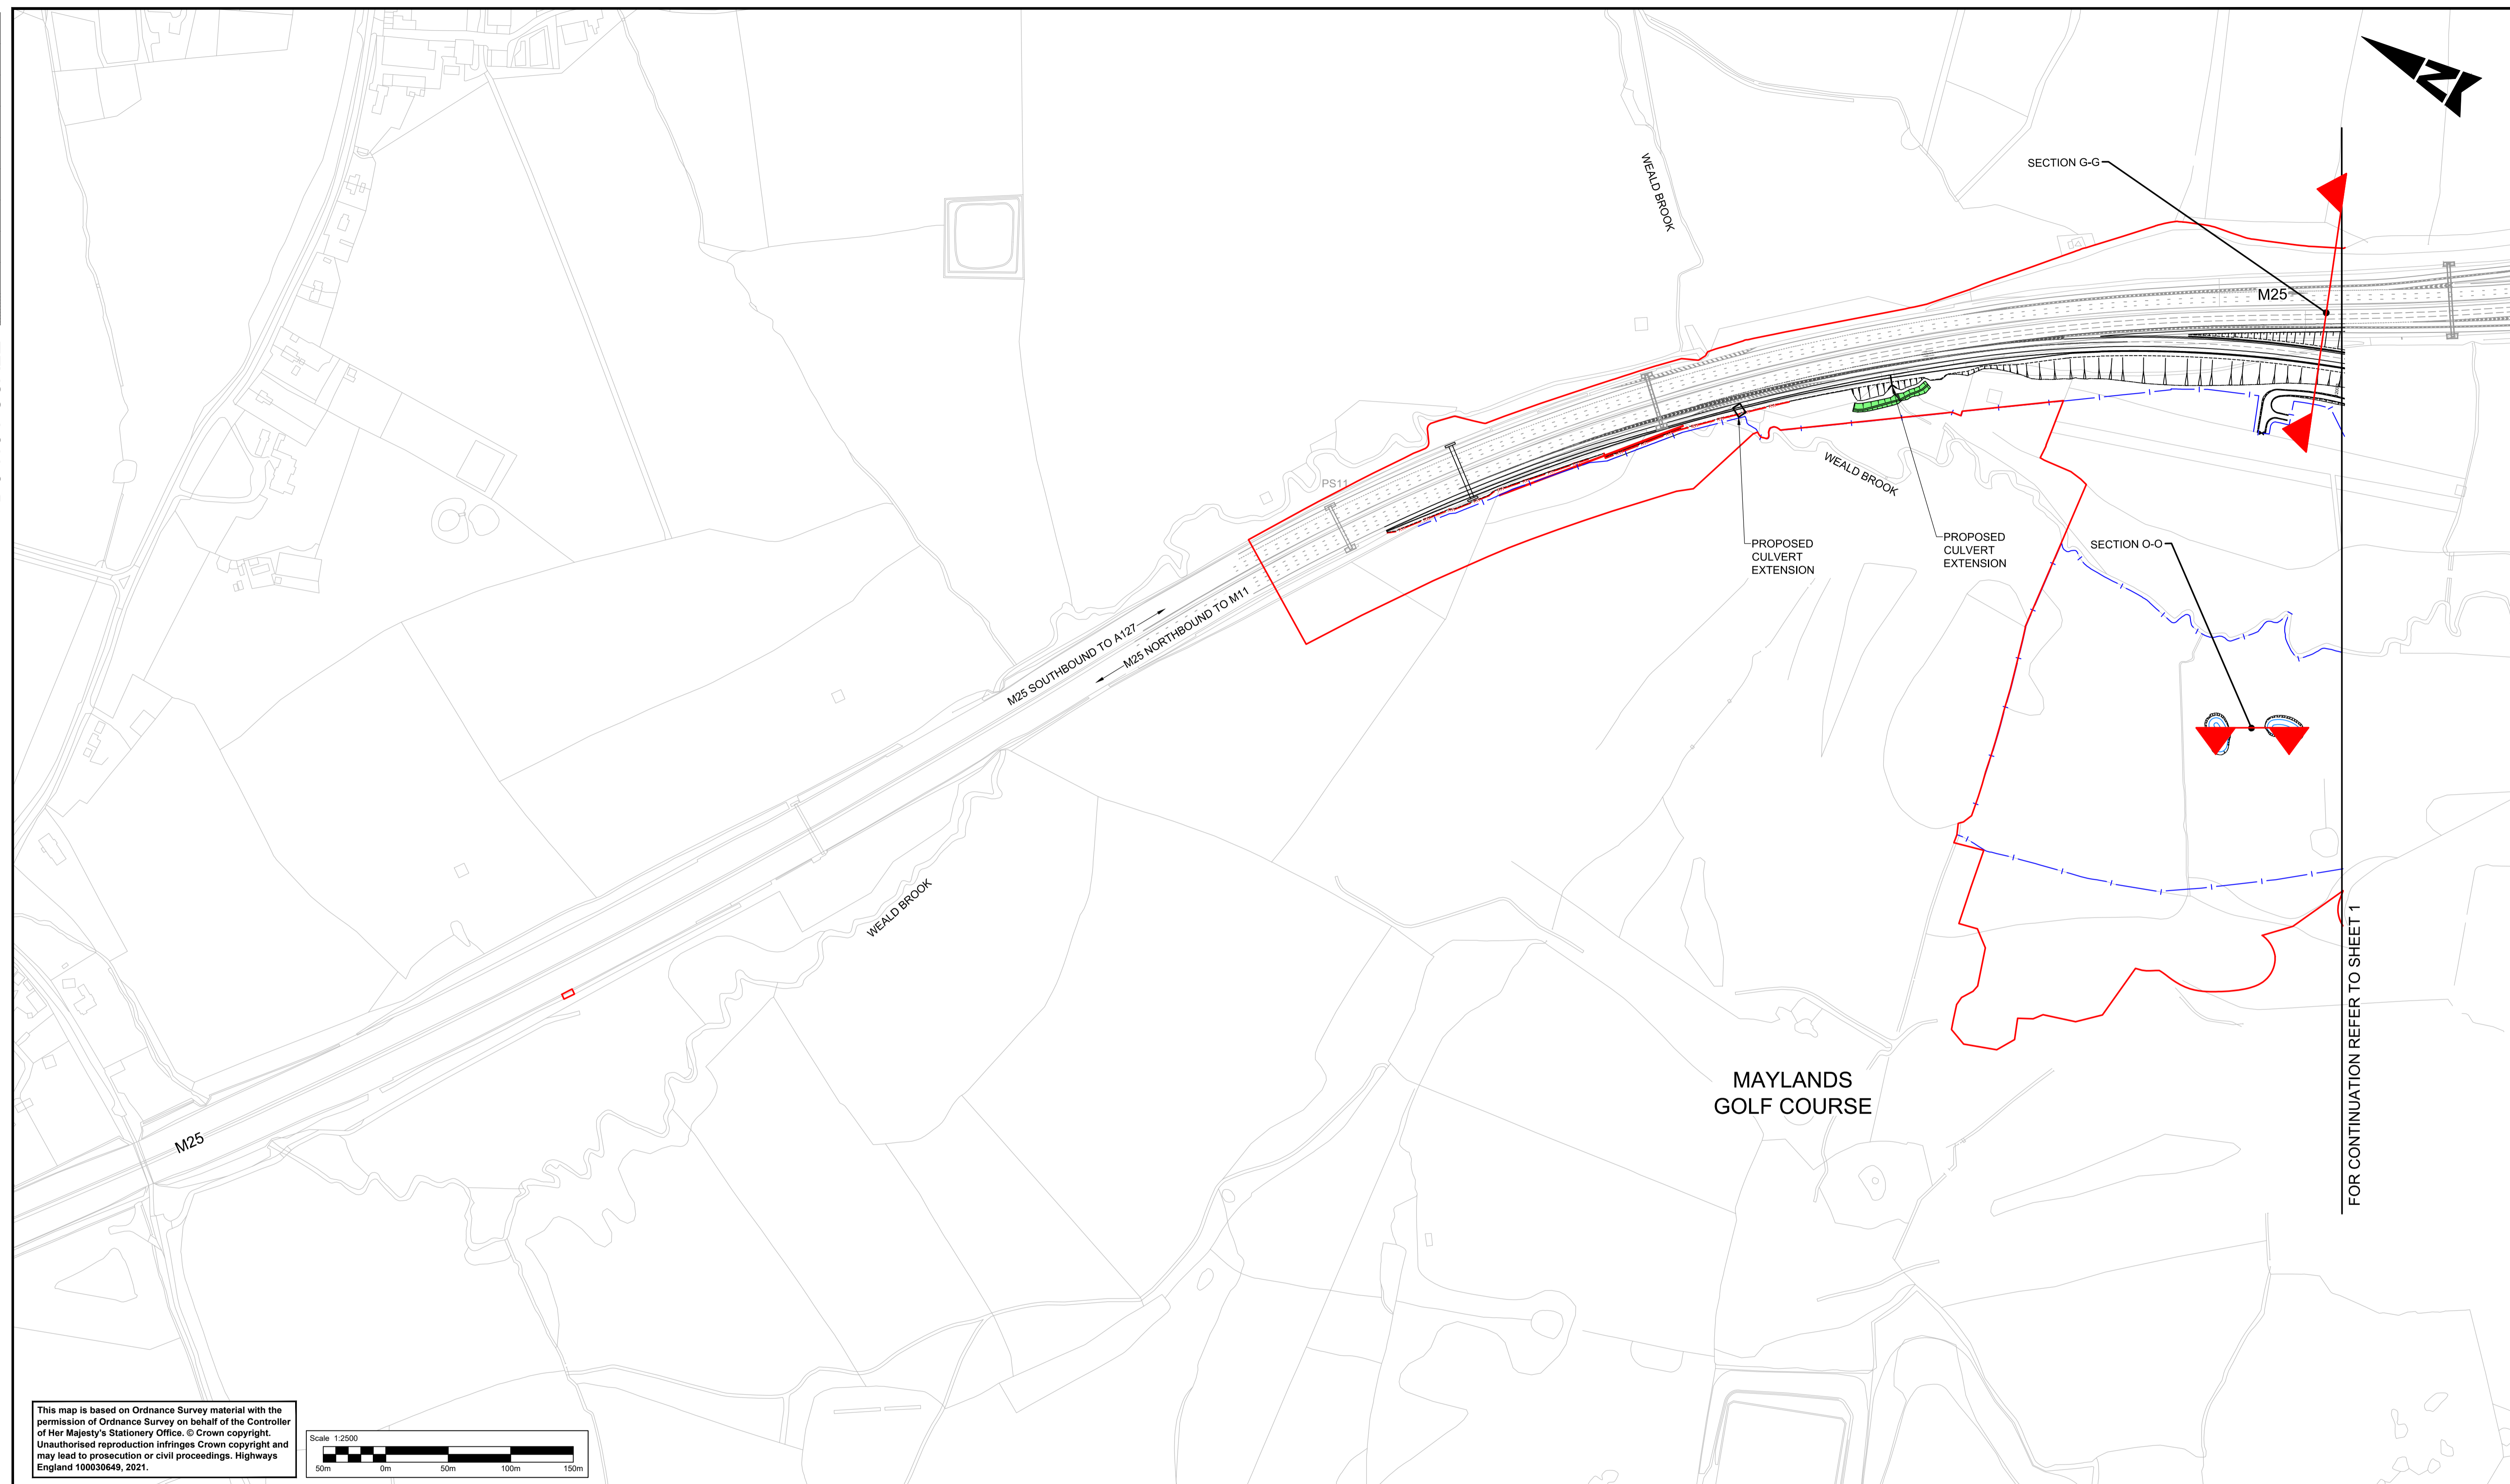 WEALD BROOK
SECTION G-G
M25
PS11
WEALD BROOK
PROPOSED
CULVERT
EXTENSION
PROPOSED
CULVERT
EXTENSION
SECTION O-O
M25 SOUTHBOUND TO A127
M25 NORTHBOUND TO M11
WEALD BROOK
MAYLANDS
GOLF COURSE
FOR CONTINUATION REFER TO SHEET 1
M25
This map is based on Ordnance Survey material with the
permission of Ordnance Survey on behalf of the Controller
of Her Majesty's Stationery Office. © Crown copyright.
Unauthorised reproduction infringes Crown copyright and
may lead to prosecution or civil proceedings. Highways
England 100030649, 2021.
Scale 1:2500
50m 0m 50m 100m 150m
N